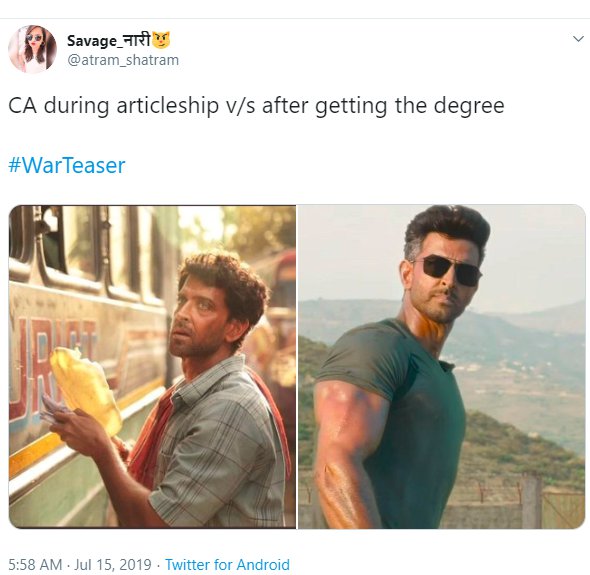 Savage_नारी😼
@atram_shatram
CA during articleship v/s after getting the degree
#WarTeaser
5:58 AM · Jul 15, 2019 · Twitter for Android